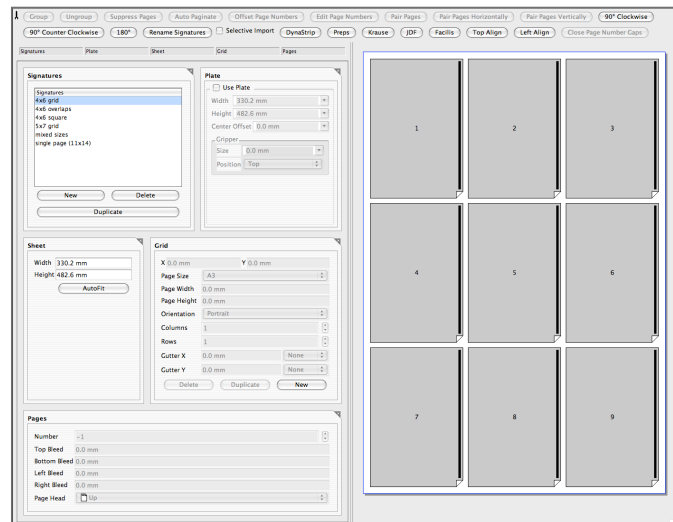 Group Ungroup Suppress Pages Auto Paginate Offset Page Numbers Edit Page Numbers Pair Pages Pair Pages Horizontally Pair Pages Vertically 90° Clockwise
90° Counter Clockwise 180° Rename Signatures Selective Import DynaStrip Preps Krause JDF Facilis Top Align Left Align Close Page Number Gaps
Signatures Plate Sheet Grid Pages
Signatures
Signatures
4x6 grid
4x6 overlaps
4x6 square
5x7 grid
mixed sizes
single page (11x14)
New Delete
Duplicate
Plate
Use Plate
Width 330.2 mm
Height 482.6 mm
Center Offset 0.0 mm
Gripper
Size 0.0 mm
Position Top
Sheet
Width 330.2 mm
Height 482.6 mm
AutoFit
Grid
X 0.0 mm Y 0.0 mm
Page Size A3
Page Width 0.0 mm
Page Height 0.0 mm
Orientation Portrait
Columns 1
Rows 1
Gutter X 0.0 mm None
Gutter Y 0.0 mm None
Delete Duplicate New
Pages
Number -1
Top Bleed 0.0 mm
Bottom Bleed 0.0 mm
Left Bleed 0.0 mm
Right Bleed 0.0 mm
Page Head Up
1 2 3
4 5 6
7 8 9